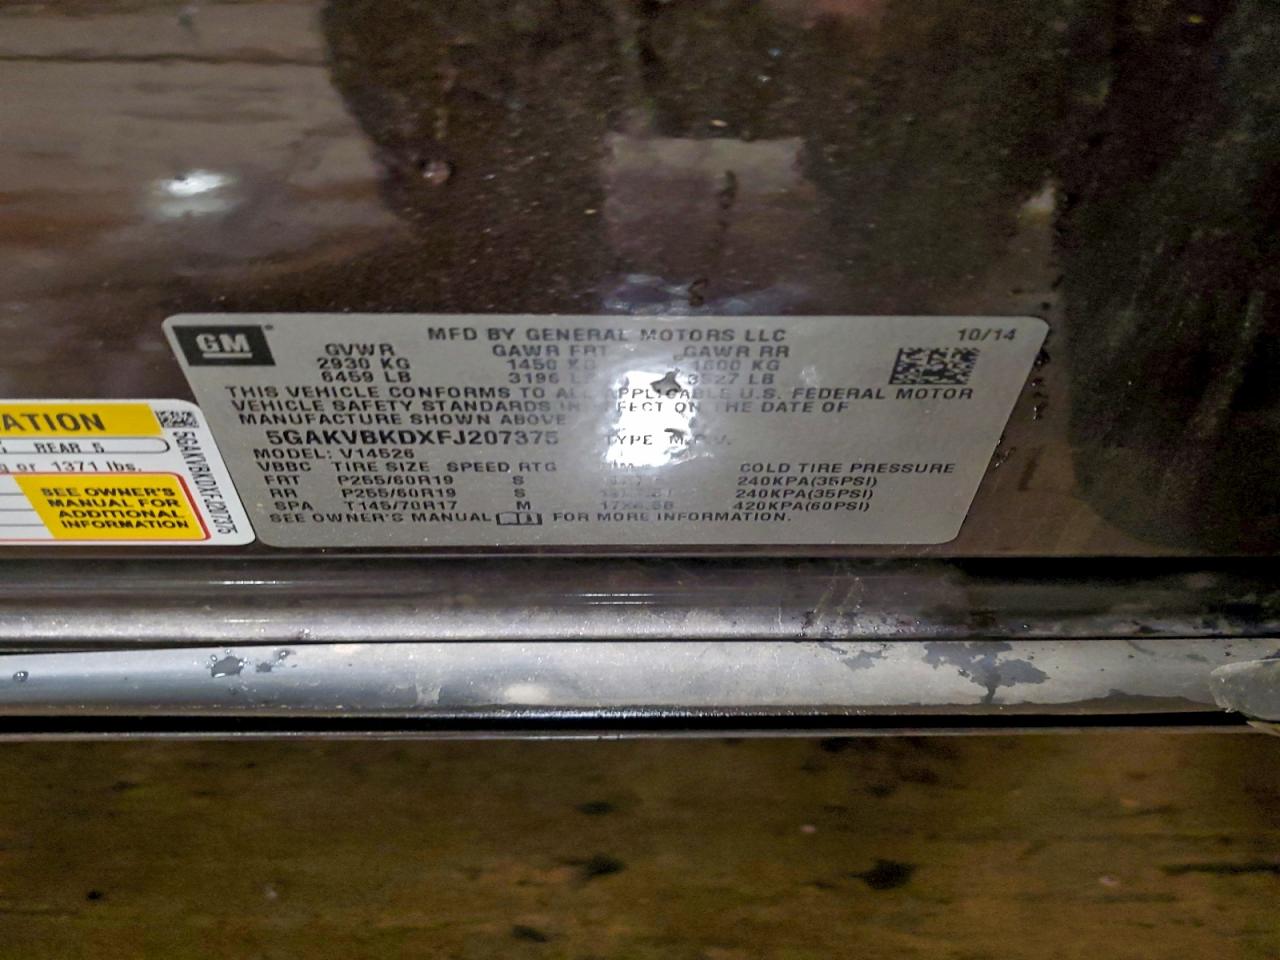 GM
MFD BY GENERAL MOTORS LLC 10/14
GVWR GAWR FRT GAWR RR
2930 KG 1450 KG 1600 KG
6459 LB 3196 LB 3527 LB
THIS VEHICLE CONFORMS TO ALL APPLICABLE U.S. FEDERAL MOTOR
VEHICLE SAFETY STANDARDS IN EFFECT ON THE DATE OF
MANUFACTURE SHOWN ABOVE
5GAKVBKDXFJ207375 TYPE M.P.V.
MODEL: V14526
VBBC TIRE SIZE SPEED RTG COLD TIRE PRESSURE
FRT P255/60R19 S 240KPA(35PSI)
RR P255/60R19 S 240KPA(35PSI)
SPA T145/70R17 M 420KPA(60PSI)
SEE OWNER'S MANUAL FOR MORE INFORMATION.
ATION
REAR 5
g or 1371 lbs.
SEE OWNER'S
MANUAL FOR
ADDITIONAL
INFORMATION
5GAKVBKDXFJ207375